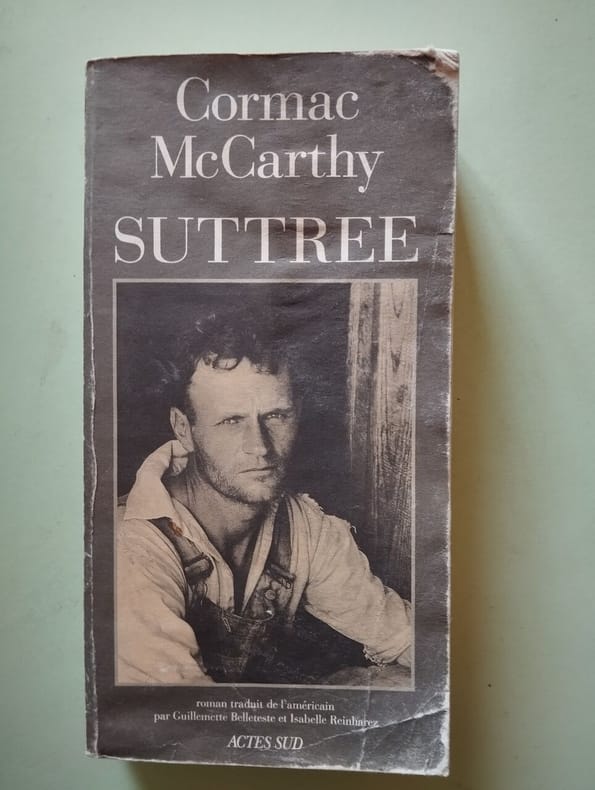 Cormac
McCarthy
SUTTREE
roman traduit de l'américain
par Guillemette Belleteste et Isabelle Reinharez
ACTES SUD